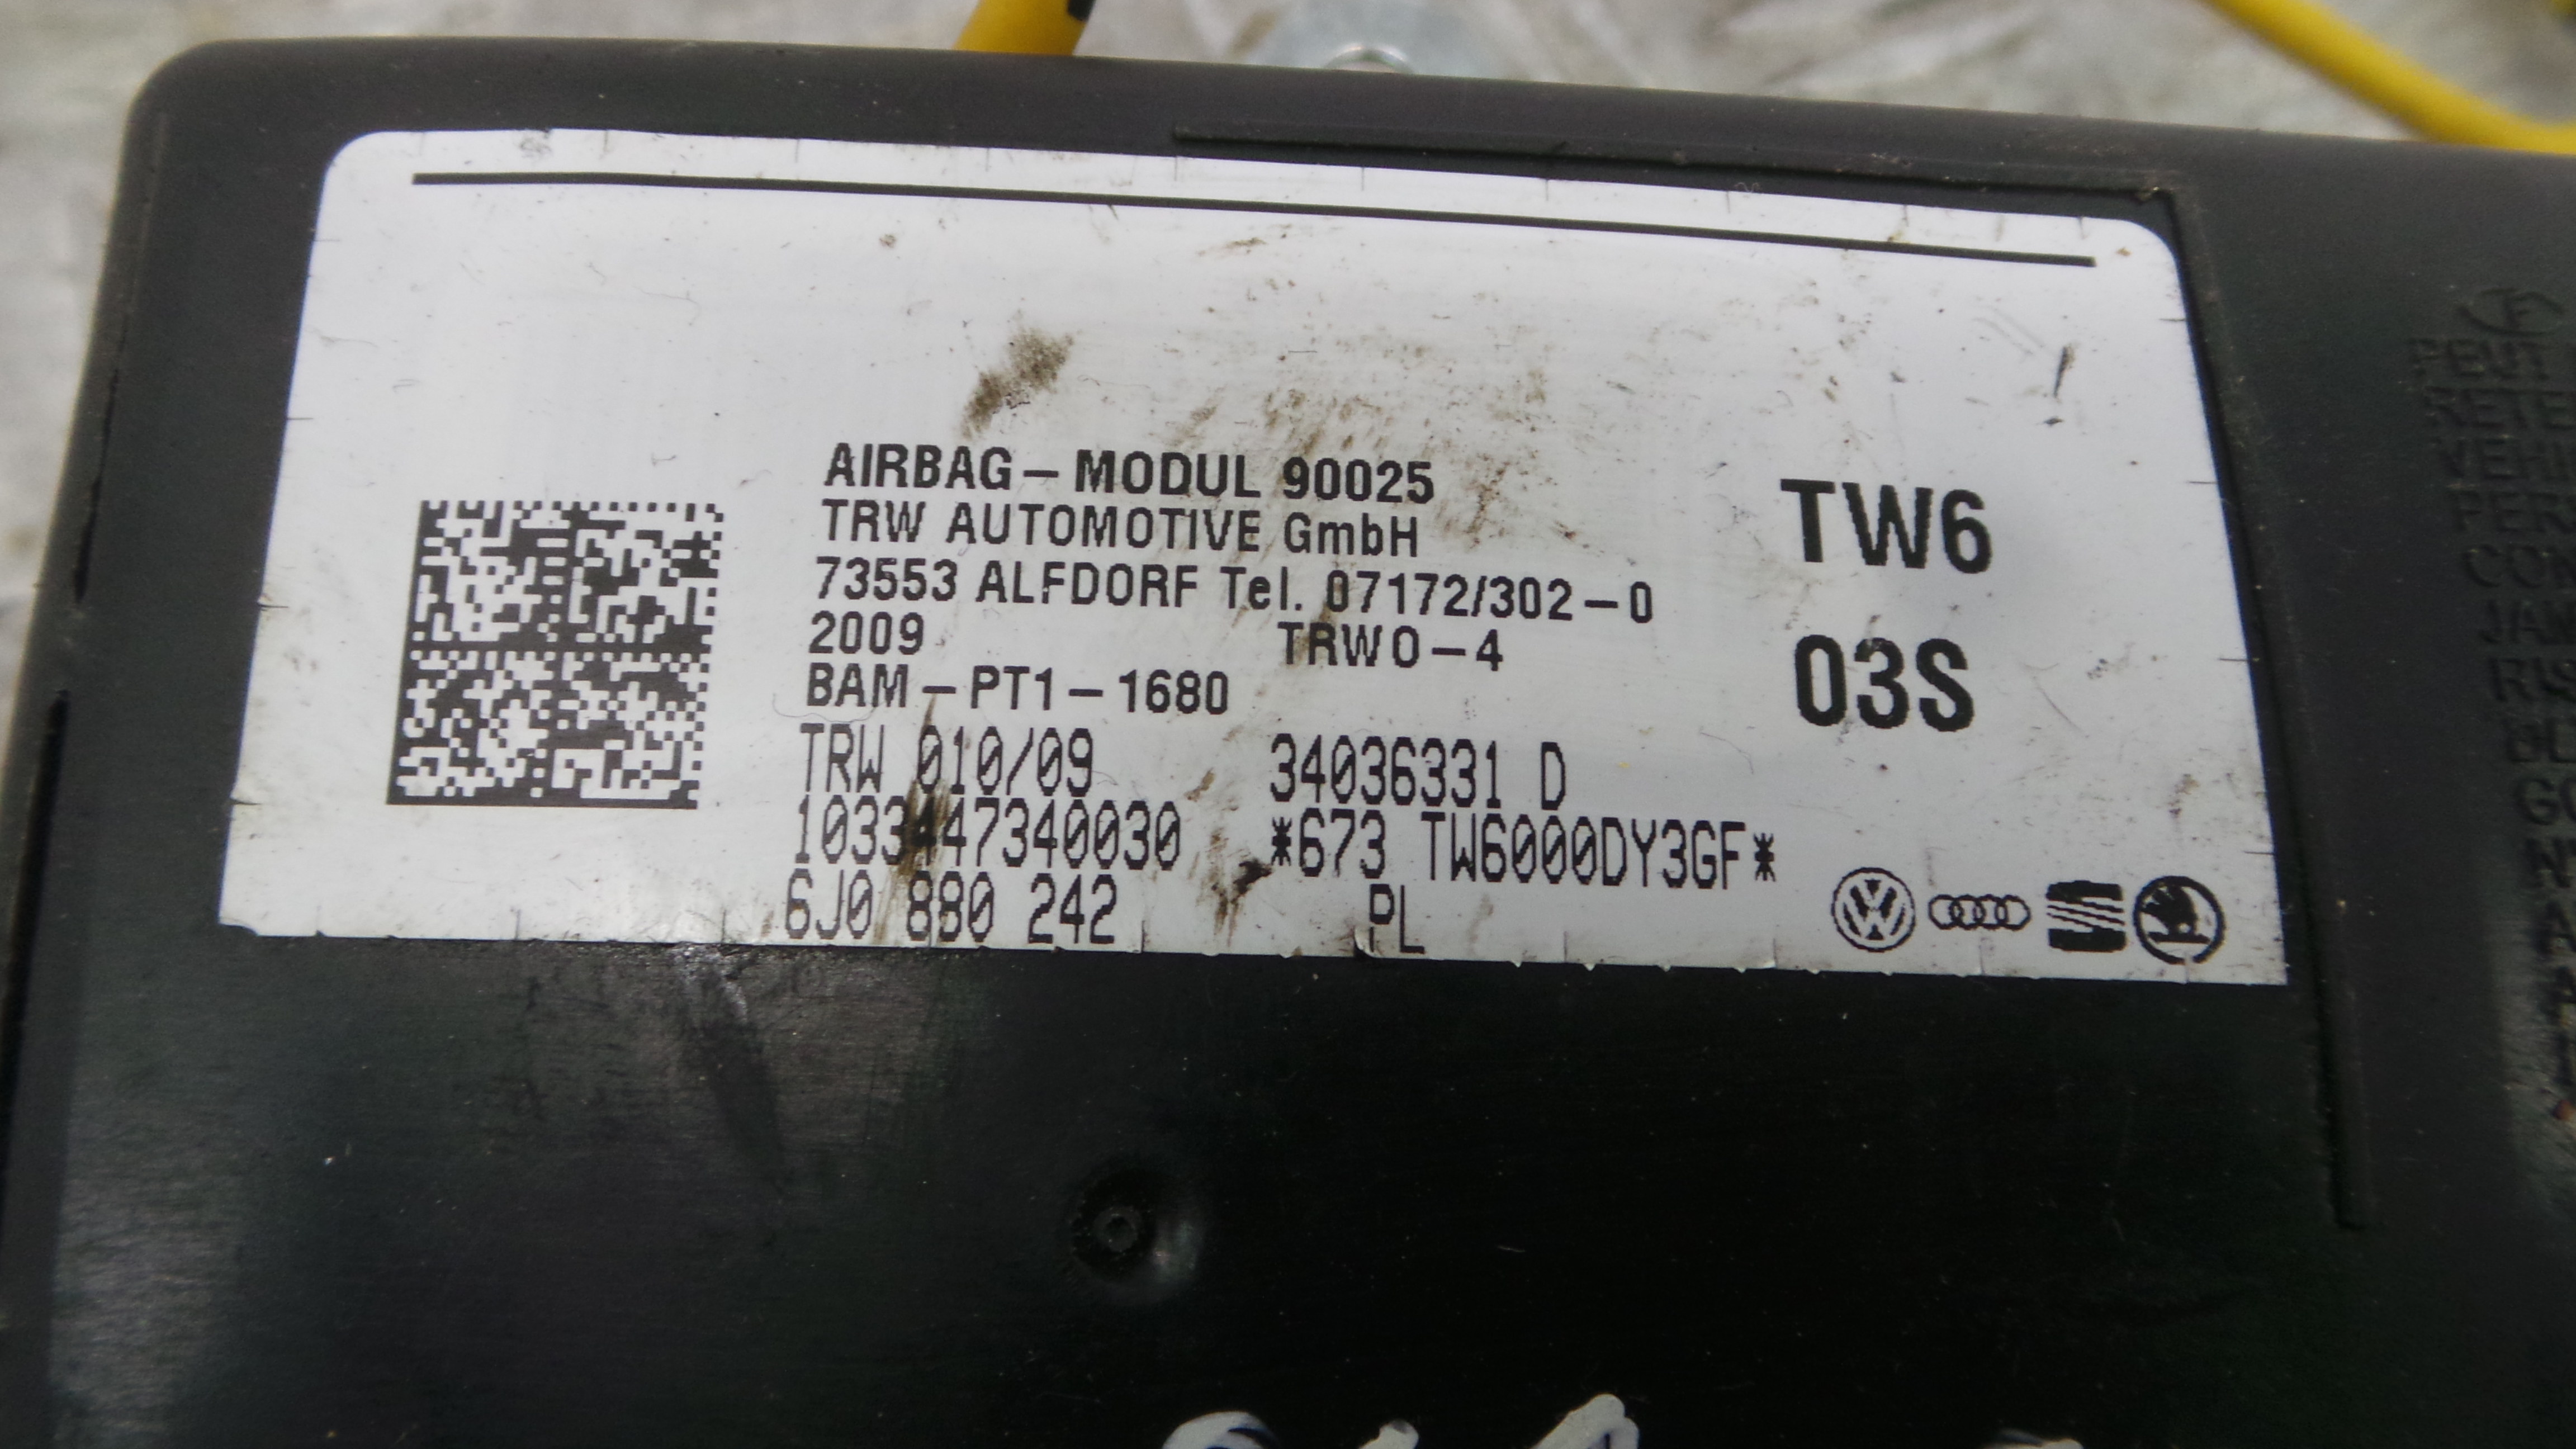 AIRBAG – MODUL 90025
TRW AUTOMOTIVE GmbH
73553 ALFDORF Tel. 07172/302 – 0
2009 TRW O – 4
BAM – PT1 – 1680
TRW 010/09 34036331 D
1033447340030 *673 TW6000DY3GF*
6J0 880 242 PL
TW6
03S